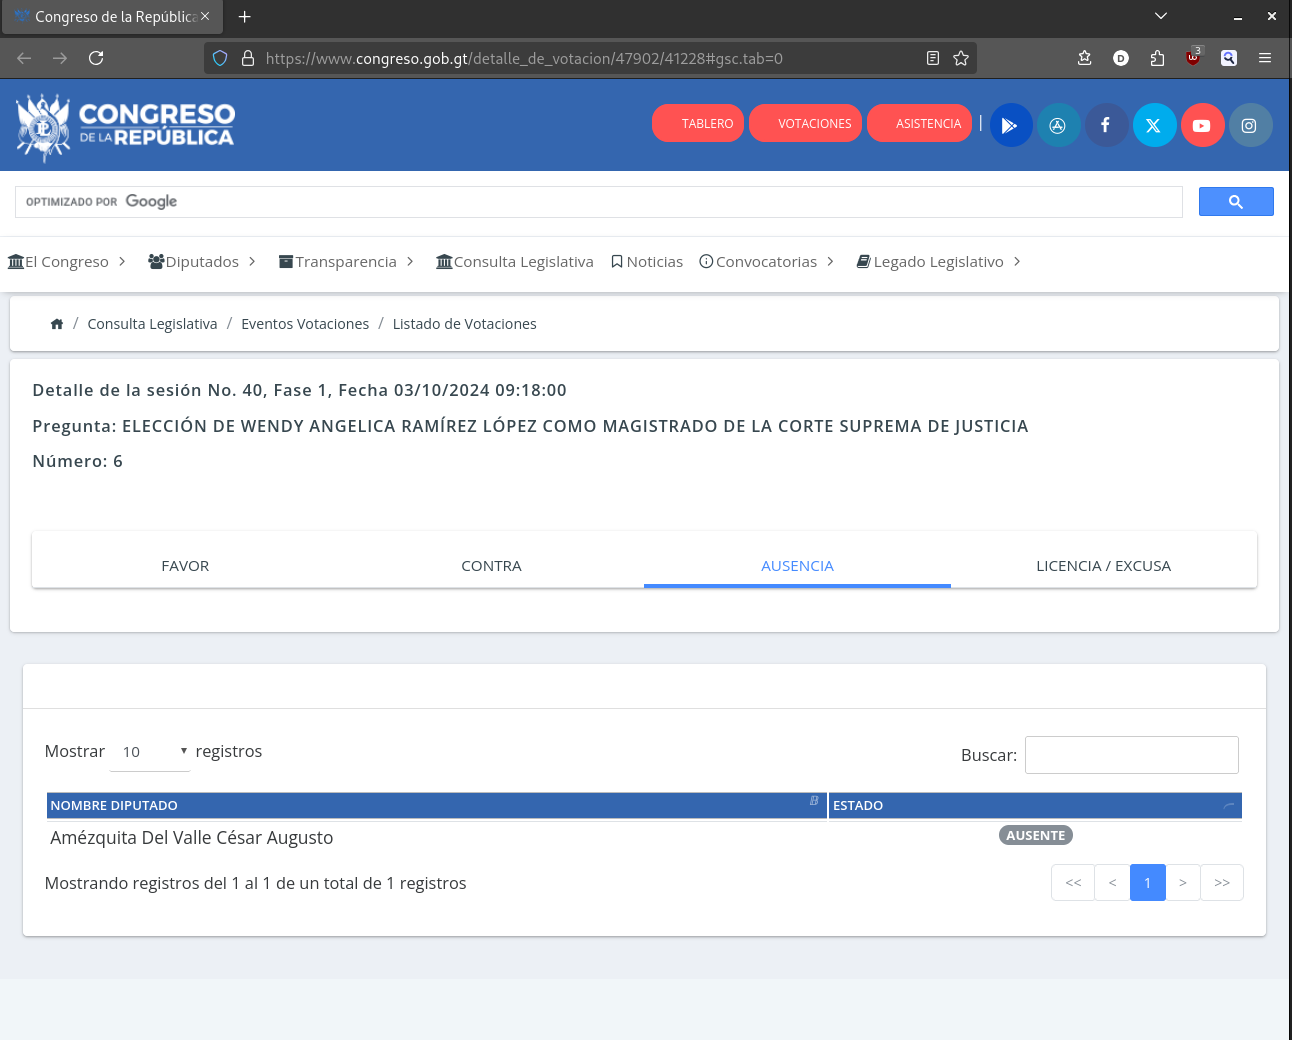 Congreso de la República
https://www.congreso.gob.gt/detalle_de_votacion/47902/41228#gsc.tab=0
3
CONGRESO
DE LA REPÚBLICA
TABLERO
VOTACIONES
ASISTENCIA
OPTIMIZADO POR Google
El Congreso
Diputados
Transparencia
Consulta Legislativa
Noticias
Convocatorias
Legado Legislativo
/ Consulta Legislativa / Eventos Votaciones / Listado de Votaciones
Detalle de la sesión No. 40, Fase 1, Fecha 03/10/2024 09:18:00
Pregunta: ELECCIÓN DE WENDY ANGELICA RAMÍREZ LÓPEZ COMO MAGISTRADO DE LA CORTE SUPREMA DE JUSTICIA
Número: 6
FAVOR
CONTRA
AUSENCIA
LICENCIA / EXCUSA
Mostrar 10 registros
Buscar:
NOMBRE DIPUTADO
ESTADO
Amézquita Del Valle César Augusto
AUSENTE
Mostrando registros del 1 al 1 de un total de 1 registros
<< < 1 > >>